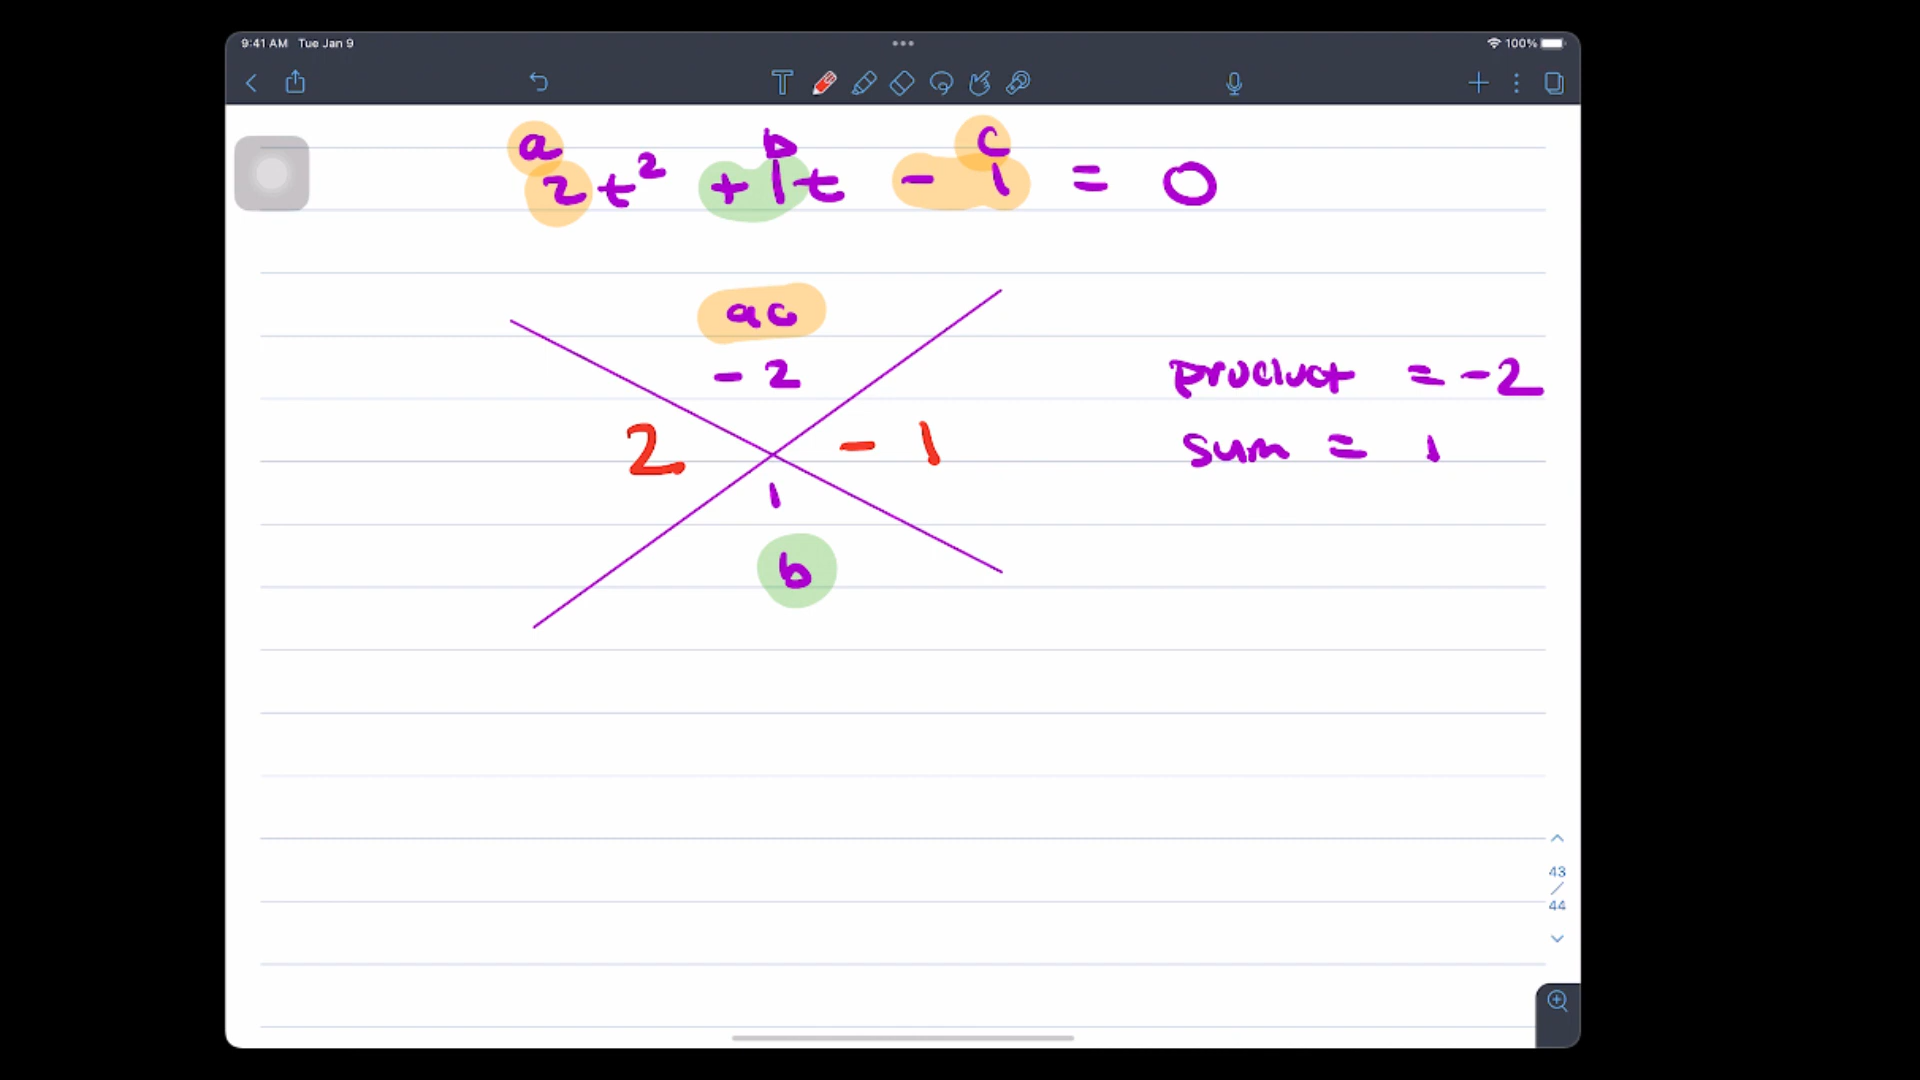 9:41 AM Tue Jan 9
100%
T
a b c
2t² +1t - 1 = 0
ac
- 2
product = -2
2 - 1
sum = 1
1
b
43
/
44